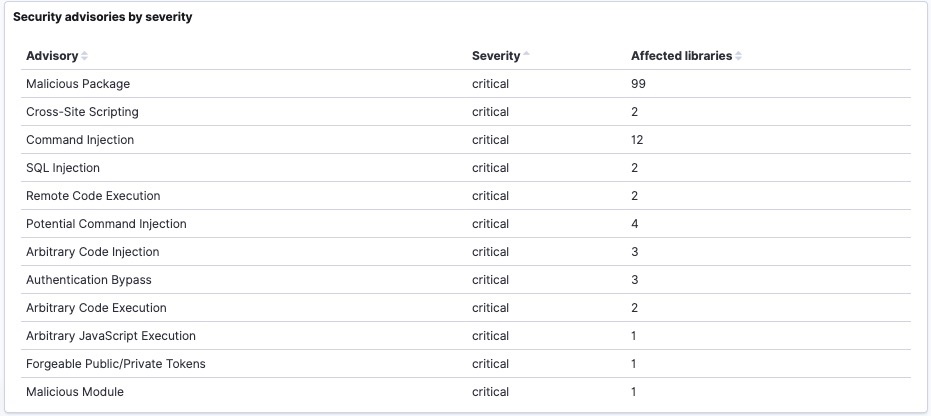 Security advisories by severity
Advisory Severity Affected libraries
Malicious Package critical 99
Cross-Site Scripting critical 2
Command Injection critical 12
SQL Injection critical 2
Remote Code Execution critical 2
Potential Command Injection critical 4
Arbitrary Code Injection critical 3
Authentication Bypass critical 3
Arbitrary Code Execution critical 2
Arbitrary JavaScript Execution critical 1
Forgeable Public/Private Tokens critical 1
Malicious Module critical 1